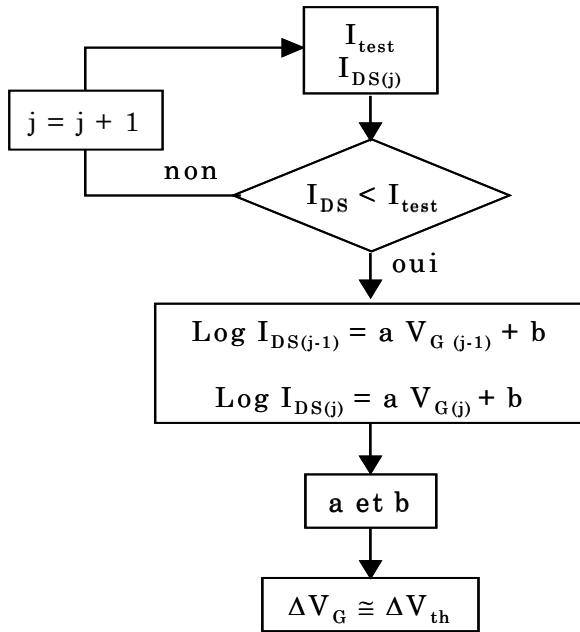 I_test
I_DS(j)
j = j + 1
non
I_DS < I_test
oui
Log I_DS(j-1) = a V_G (j-1) + b
Log I_DS(j) = a V_G(j) + b
a et b
ΔV_G ≅ ΔV_th